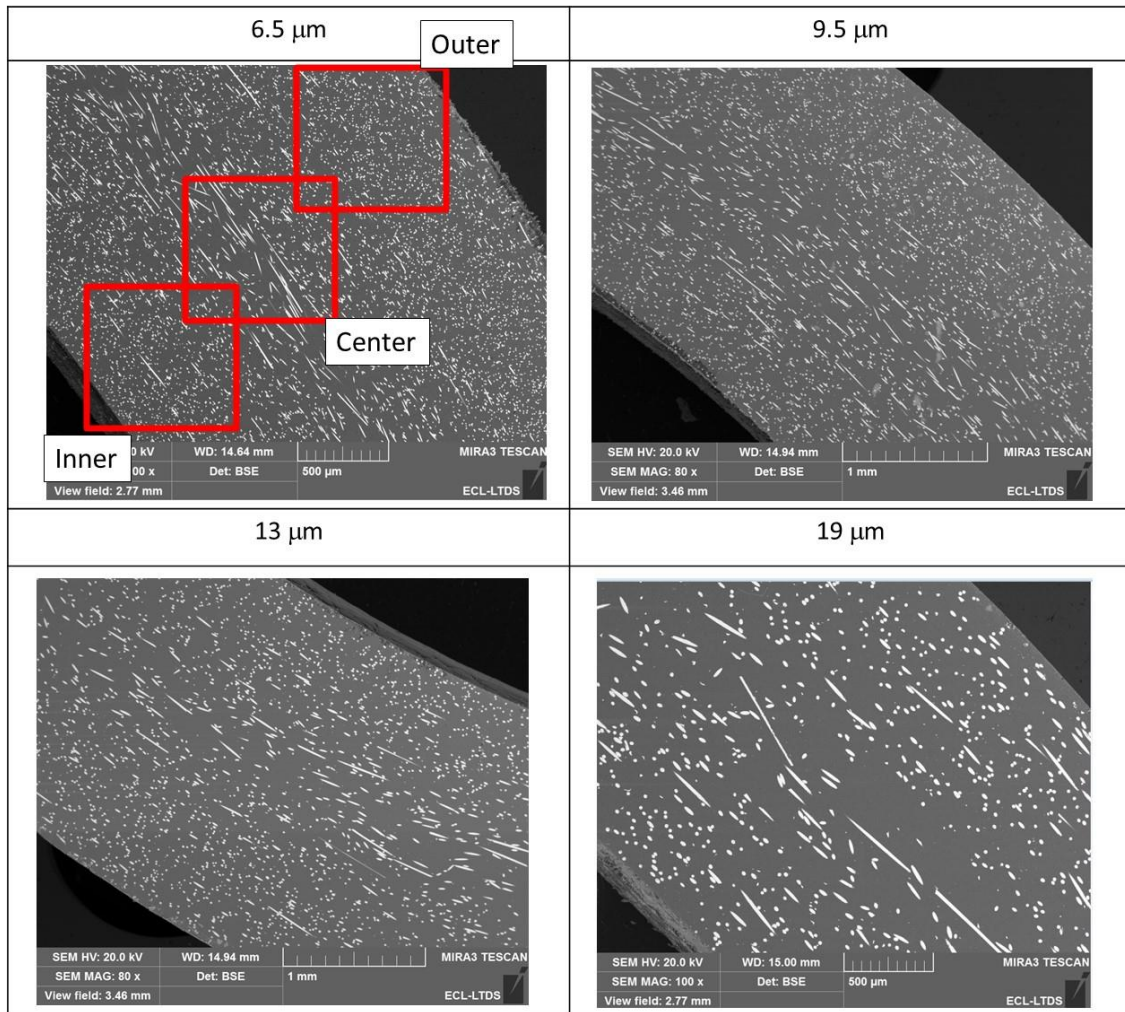 6.5 µm
9.5 µm
Outer
Center
Inner
0 kV WD: 14.64 mm
00 x Det: BSE 500 µm MIRA3 TESCAN
View field: 2.77 mm ECL-LTDS
SEM HV: 20.0 kV WD: 14.94 mm MIRA3 TESCAN
SEM MAG: 80 x Det: BSE 1 mm
View field: 3.46 mm ECL-LTDS
13 µm
19 µm
SEM HV: 20.0 kV WD: 14.94 mm MIRA3 TESCAN
SEM MAG: 80 x Det: BSE 1 mm
View field: 3.46 mm ECL-LTDS
SEM HV: 20.0 kV WD: 15.00 mm MIRA3 TESCAN
SEM MAG: 100 x Det: BSE 500 µm
View field: 2.77 mm ECL-LTDS